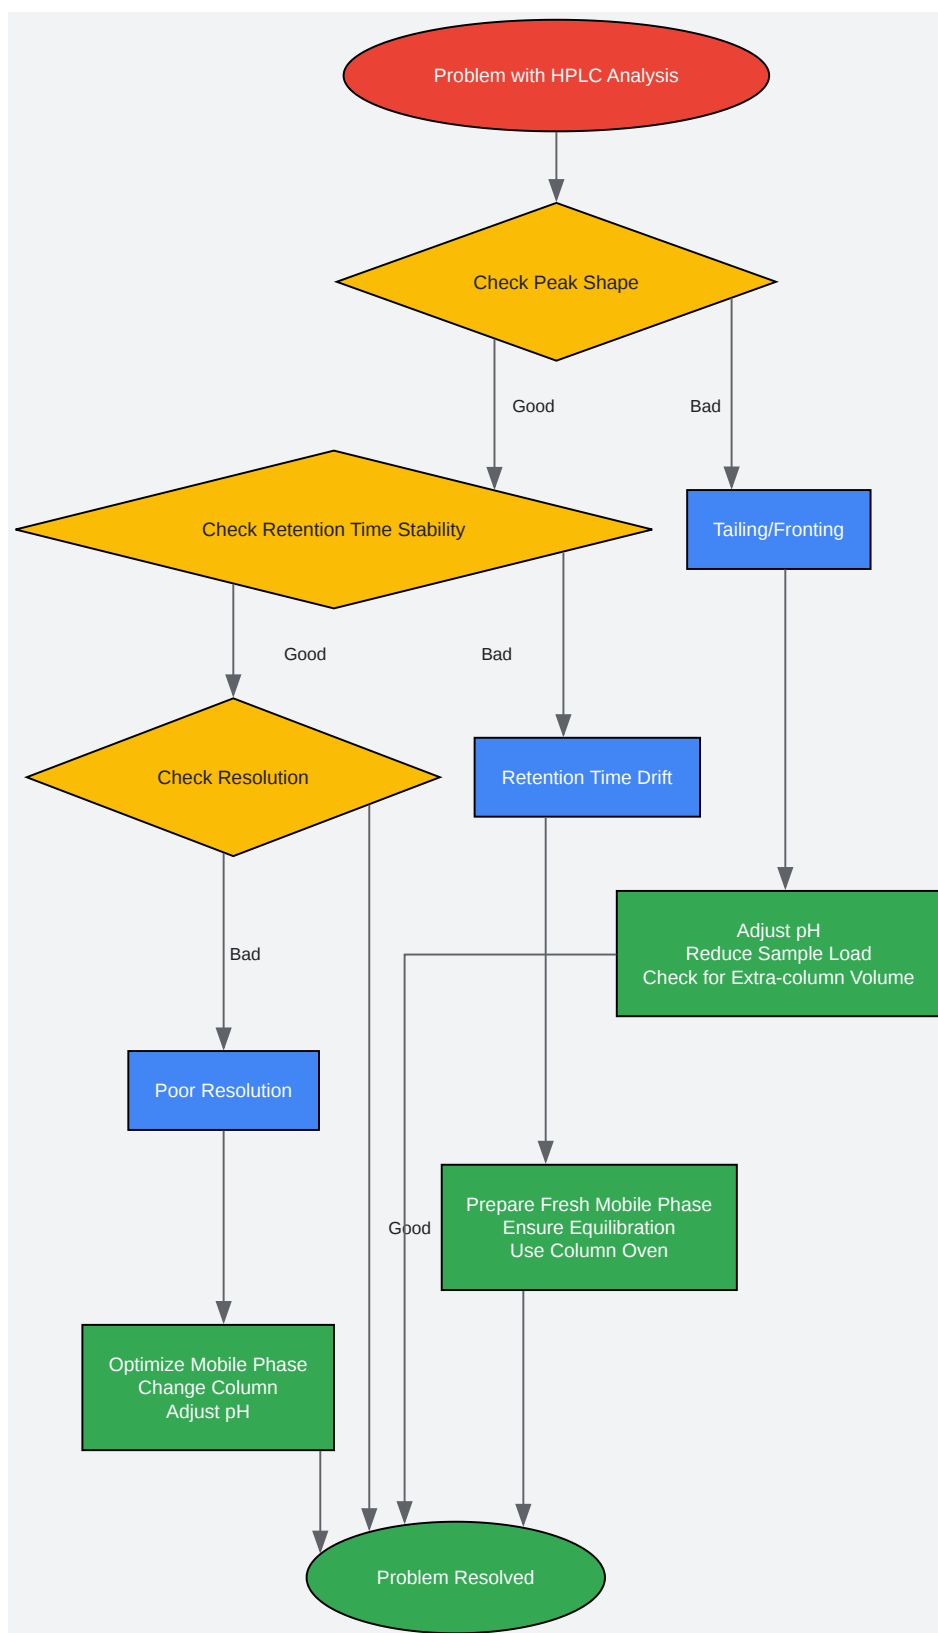 Problem with HPLC Analysis
Check Peak Shape
Good
Bad
Check Retention Time Stability
Tailing/Fronting
Good
Bad
Check Resolution
Retention Time Drift
Adjust pH
Reduce Sample Load
Check for Extra-column Volume
Bad
Poor Resolution
Prepare Fresh Mobile Phase
Ensure Equilibration
Use Column Oven
Good
Optimize Mobile Phase
Change Column
Adjust pH
Problem Resolved